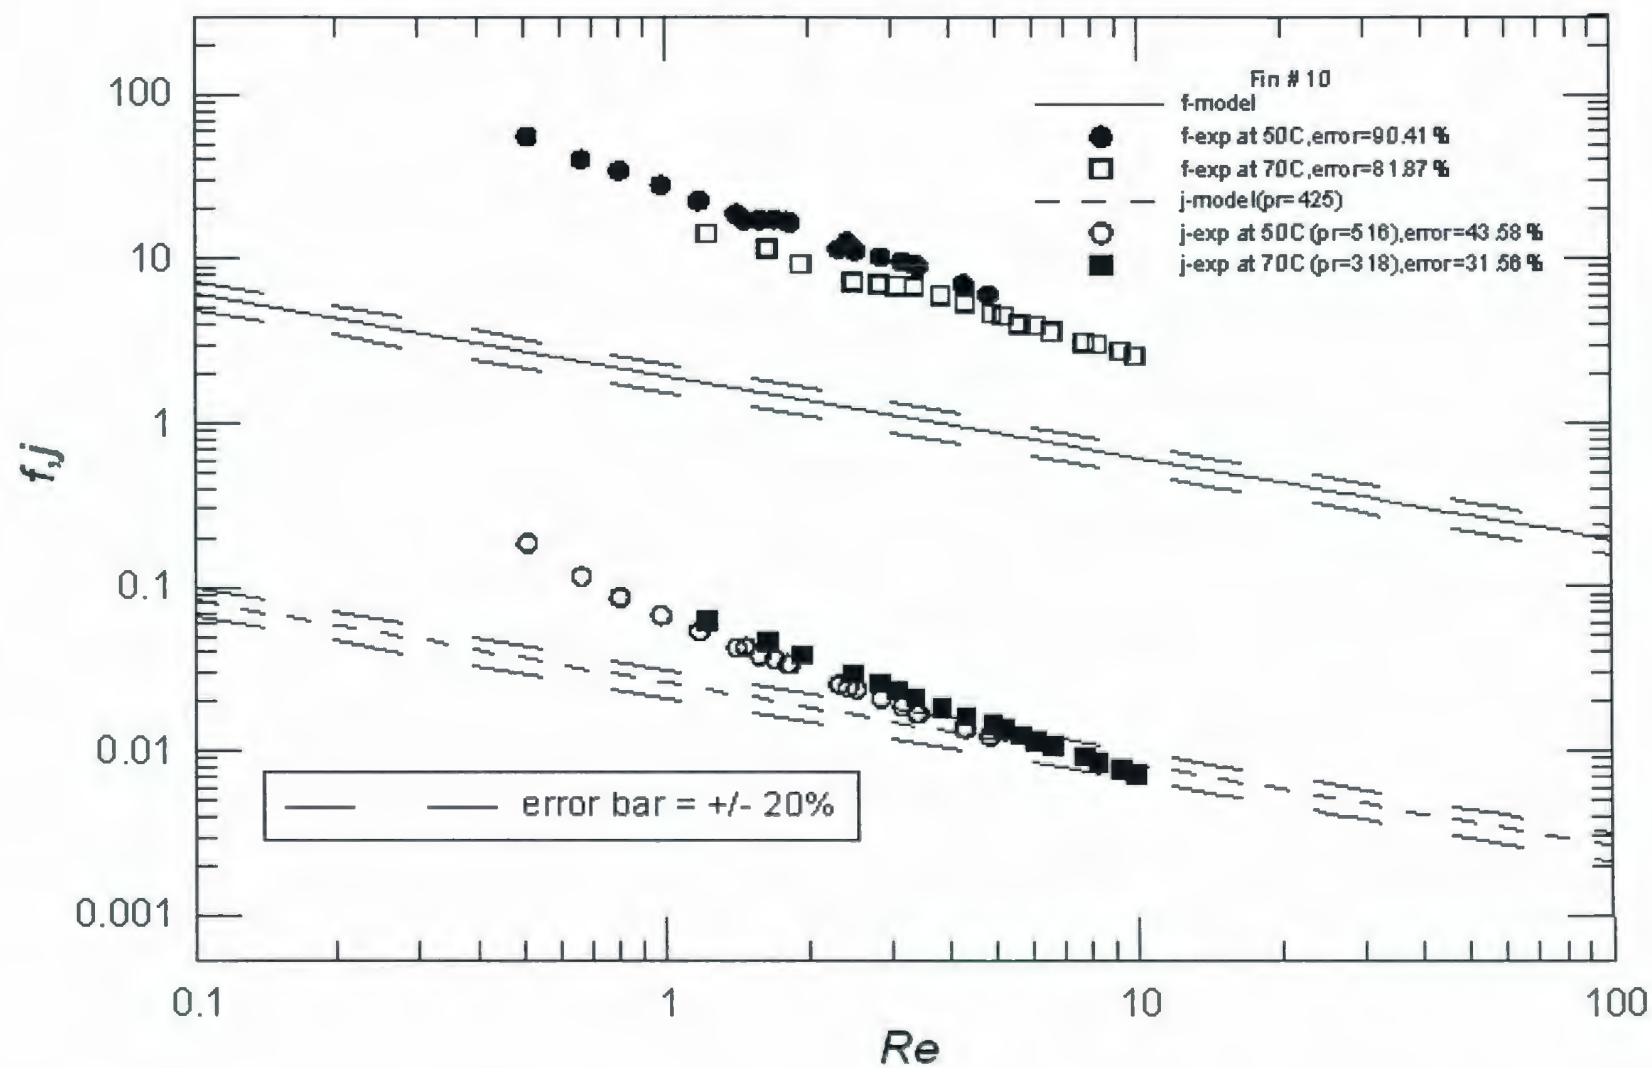 Fin # 10
f-model
f-exp at 50C,error=90.41 %
f-exp at 70C,error=81.87 %
j-model(pr=425)
j-exp at 50C (pr=516),error=43.58 %
j-exp at 70C (pr=318),error=31.56 %
100
10
1
0.1
0.01
0.001
f,j
error bar = +/- 20%
0.1
1
10
100
Re